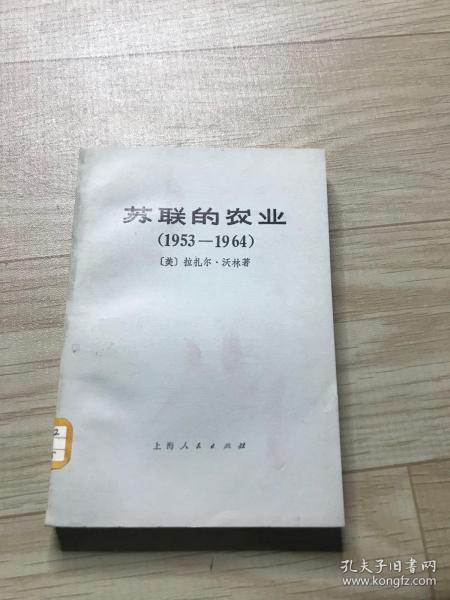 苏联的农业
(1953—1964)
〔美〕拉扎尔·沃林著
上海人民出版社
孔夫子旧书网
www.kongfz.com